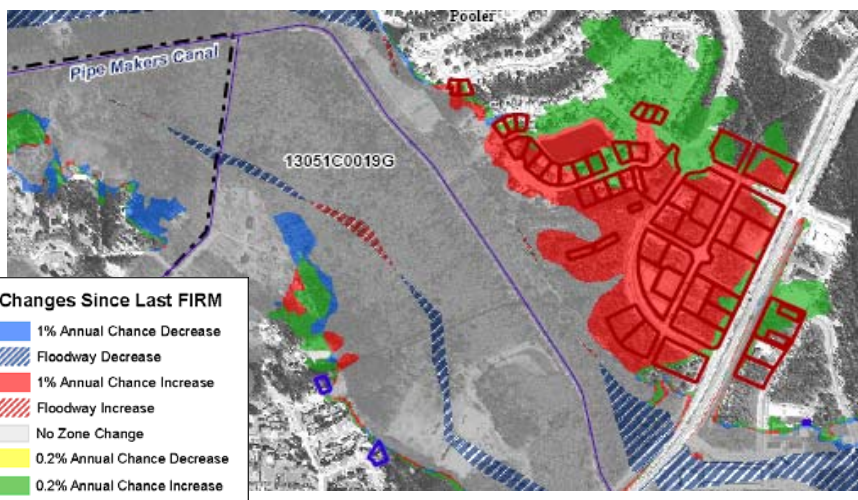 Pooler
Pipe Makers Canal
13051C0019G
Changes Since Last FIRM
1% Annual Chance Decrease
Floodway Decrease
1% Annual Chance Increase
Floodway Increase
No Zone Change
0.2% Annual Chance Decrease
0.2% Annual Chance Increase